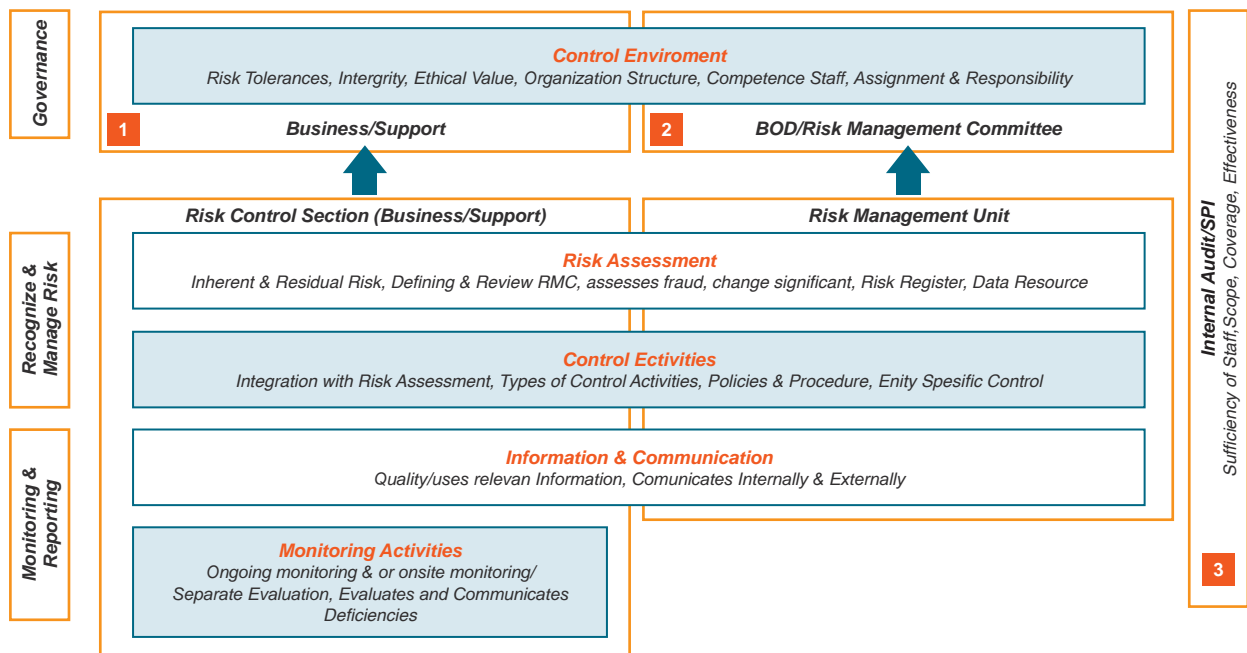 Governance
Control Enviroment
Risk Tolerances, Intergrity, Ethical Value, Organization Structure, Competence Staff, Assignment & Responsibility
1
Business/Support
2
BOD/Risk Management Committee
Recognize &
Manage Risk
Risk Control Section (Business/Support)
Risk Management Unit
Risk Assessment
Inherent & Residual Risk, Defining & Review RMC, assesses fraud, change significant, Risk Register, Data Resource
Control Ectivities
Integration with Risk Assessment, Types of Control Activities, Policies & Procedure, Enity Spesific Control
Monitoring &
Reporting
Information & Communication
Quality/uses relevan Information, Comunicates Internally & Externally
Monitoring Activities
Ongoing monitoring & or onsite monitoring/
Separate Evaluation, Evaluates and Communicates
Deficiencies
Internal Audit/SPI
Sufficiency of Staff,Scope, Coverage, Effectiveness
3